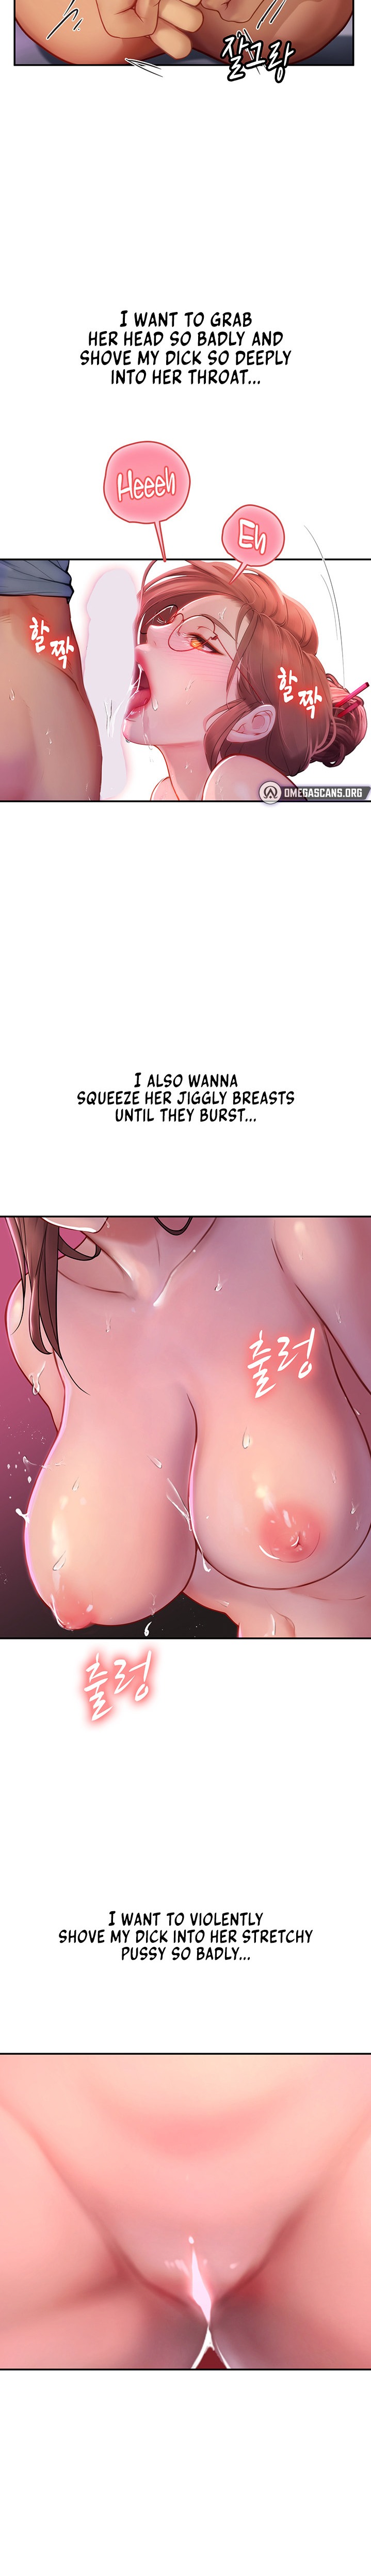 잘그랑
I WANT TO GRAB
HER HEAD SO BADLY AND
SHOVE MY DICK SO DEEPLY
INTO HER THROAT...
Heeeh
Eh
할
짝
할
짝
OMEGASCANS.ORG
I ALSO WANNA
SQUEEZE HER JIGGLY BREASTS
UNTIL THEY BURST...
출렁
출렁
I WANT TO VIOLENTLY
SHOVE MY DICK INTO HER STRETCHY
PUSSY SO BADLY...